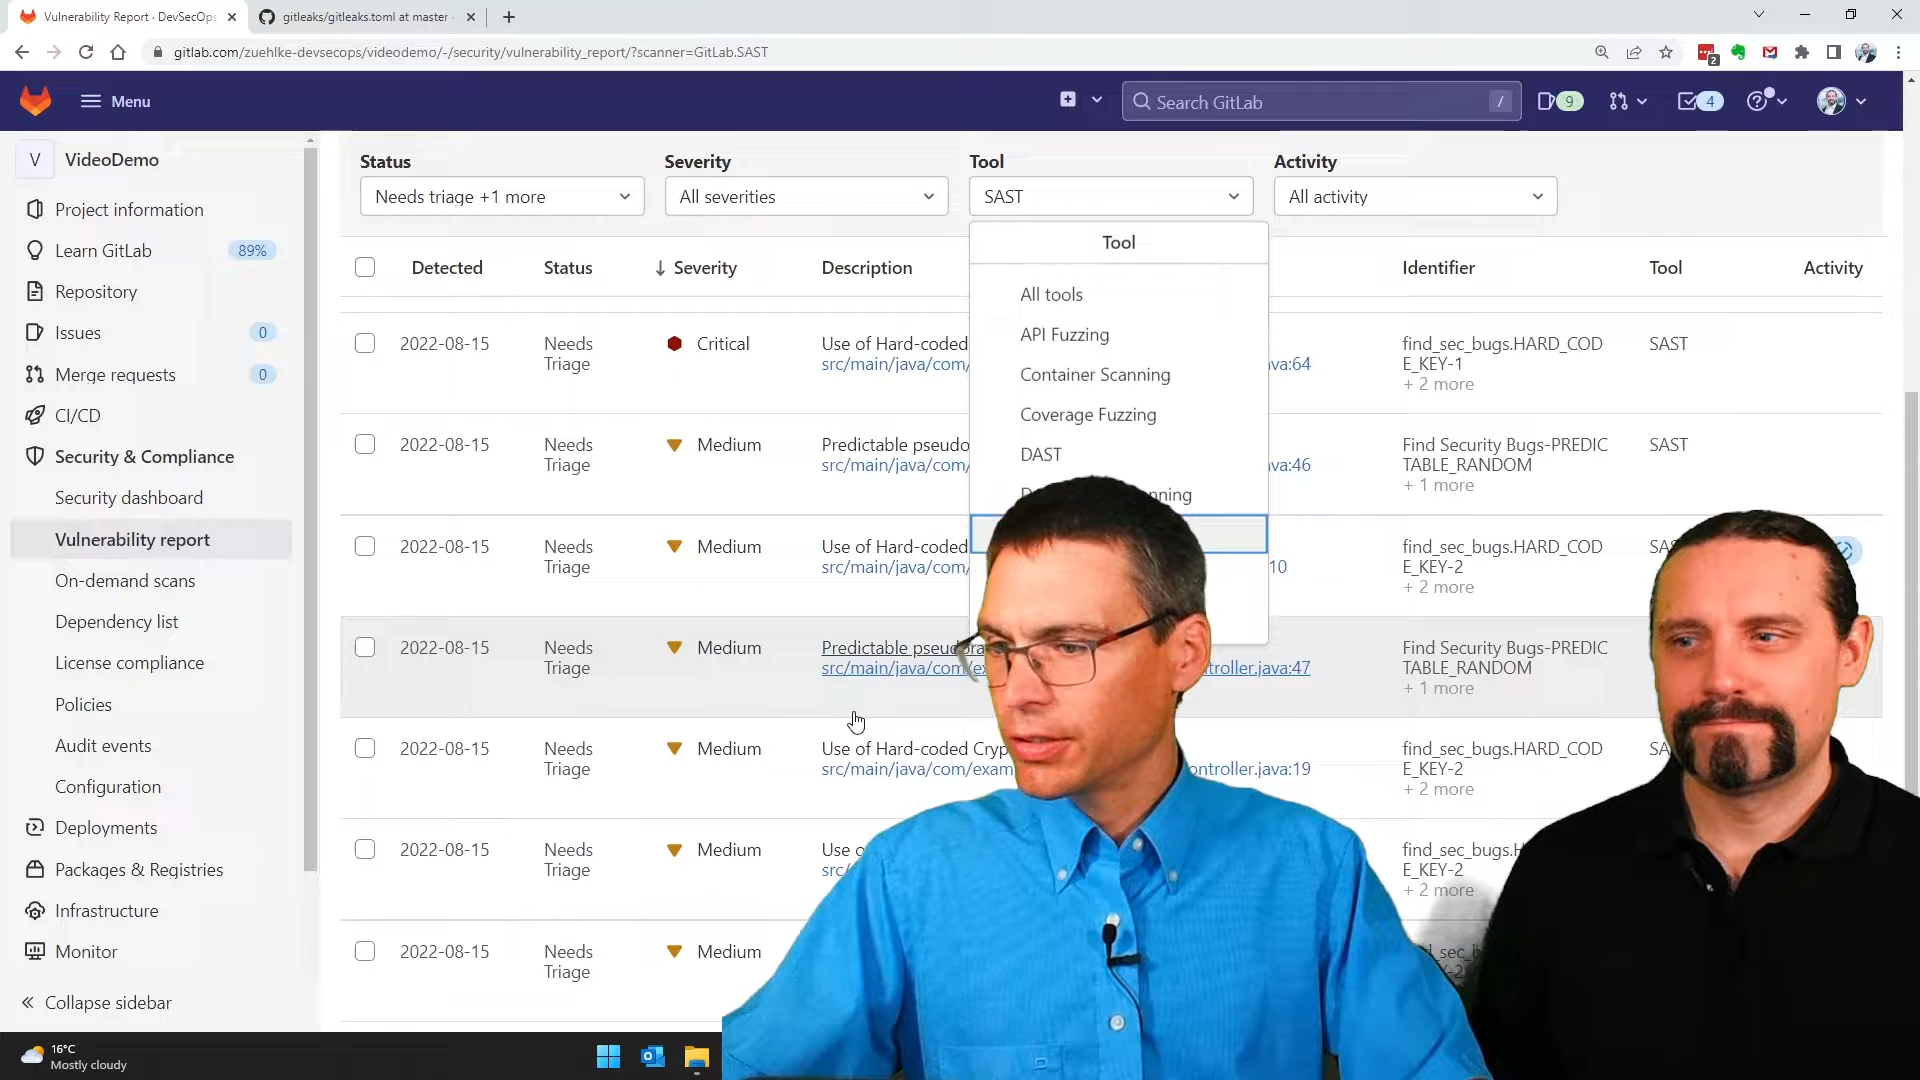 Vulnerability Report · DevSecOps
gitleaks/gitleaks.toml at master ·
gitlab.com/zuehlke-devsecops/videodemo/-/security/vulnerability_report/?scanner=GitLab.SAST
2
Menu
Search GitLab
/
9
4
V
VideoDemo
Project information
Learn GitLab
89%
Repository
Issues
0
Merge requests
0
CI/CD
Security & Compliance
Security dashboard
Vulnerability report
On-demand scans
Dependency list
License compliance
Policies
Audit events
Configuration
Deployments
Packages & Registries
Infrastructure
Monitor
« Collapse sidebar
Status
Severity
Tool
Activity
Needs triage +1 more
All severities
SAST
All activity
Tool
All tools
API Fuzzing
Container Scanning
Coverage Fuzzing
DAST
Detected
Status
↓ Severity
Description
Identifier
Tool
Activity
2022-08-15
Needs
Triage
Critical
Use of Hard-coded
src/main/java/com/
va:64
find_sec_bugs.HARD_COD
E_KEY-1
+ 2 more
SAST
2022-08-15
Needs
Triage
Medium
Predictable pseudo
src/main/java/com/
va:46
Find Security Bugs-PREDIC
TABLE_RANDOM
+ 1 more
SAST
2022-08-15
Needs
Triage
Medium
Use of Hard-coded
src/main/java/com/
10
find_sec_bugs.HARD_COD
E_KEY-2
+ 2 more
2022-08-15
Needs
Triage
Medium
Predictable pseudora
src/main/java/com/ex
troller.java:47
Find Security Bugs-PREDIC
TABLE_RANDOM
+ 1 more
2022-08-15
Needs
Triage
Medium
Use of Hard-coded Cryp
src/main/java/com/exam
ontroller.java:19
find_sec_bugs.HARD_COD
E_KEY-2
+ 2 more
2022-08-15
Needs
Triage
Medium
Use o
src/
find_sec_bugs.H
E_KEY-2
+ 2 more
2022-08-15
Needs
Triage
Medium
16°C
Mostly cloudy